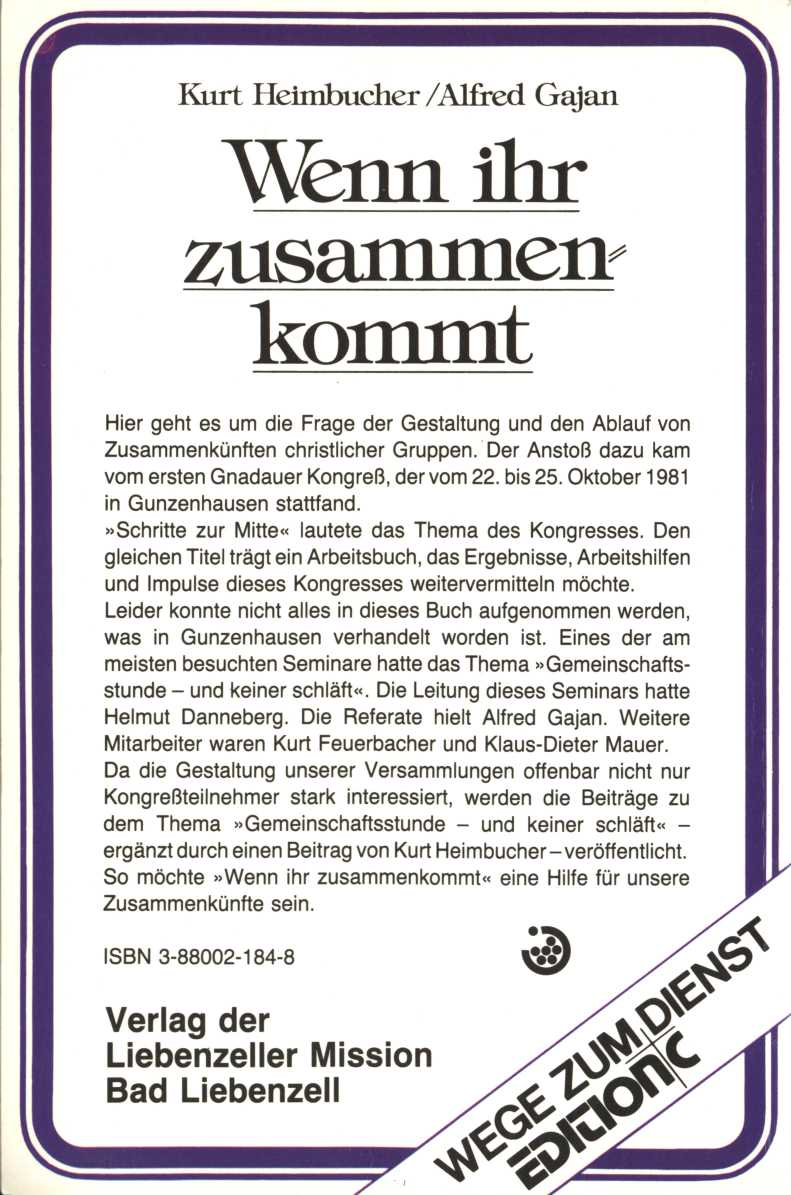 Kurt Heimbucher/Alfred Gajan
Wenn ihr
zusammen-
kommt
Hier geht es um die Frage der Gestaltung und den Ablauf von
Zusammenkünften christlicher Gruppen. Der Anstoß dazu kam
vom ersten Gnadauer Kongreß, der vom 22. bis 25. Oktober 1981
in Gunzenhausen stattfand.
»Schritte zur Mitte« lautete das Thema des Kongresses. Den
gleichen Titel trägt ein Arbeitsbuch, das Ergebnisse, Arbeitshilfen
und Impulse dieses Kongresses weitervermitteln möchte.
Leider konnte nicht alles in dieses Buch aufgenommen werden,
was in Gunzenhausen verhandelt worden ist. Eines der am
meisten besuchten Seminare hatte das Thema »Gemeinschafts-
stunde – und keiner schläft«. Die Leitung dieses Seminars hatte
Helmut Danneberg. Die Referate hielt Alfred Gajan. Weitere
Mitarbeiter waren Kurt Feuerbacher und Klaus-Dieter Mauer.
Da die Gestaltung unserer Versammlungen offenbar nicht nur
Kongreßteilnehmer stark interessiert, werden die Beiträge zu
dem Thema »Gemeinschaftsstunde – und keiner schläft« –
ergänzt durch einen Beitrag von Kurt Heimbucher – veröffentlicht.
So möchte »Wenn ihr zusammenkommt« eine Hilfe für unsere
Zusammenkünfte sein.
ISBN 3-88002-184-8
Verlag der
Liebenzeller Mission
Bad Liebenzell
WEGE ZUM DIENST
EDITION C